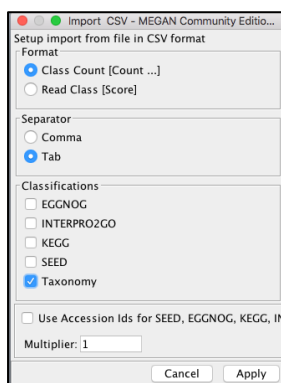 Import CSV - MEGAN Community Editio...
Setup import from file in CSV format
Format
Class Count [Count ...]
Read Class [Score]
Separator
Comma
Tab
Classifications
EGGNOG
INTERPRO2GO
KEGG
SEED
Taxonomy
Use Accession Ids for SEED, EGGNOG, KEGG, IN
Multiplier: 1
Cancel Apply